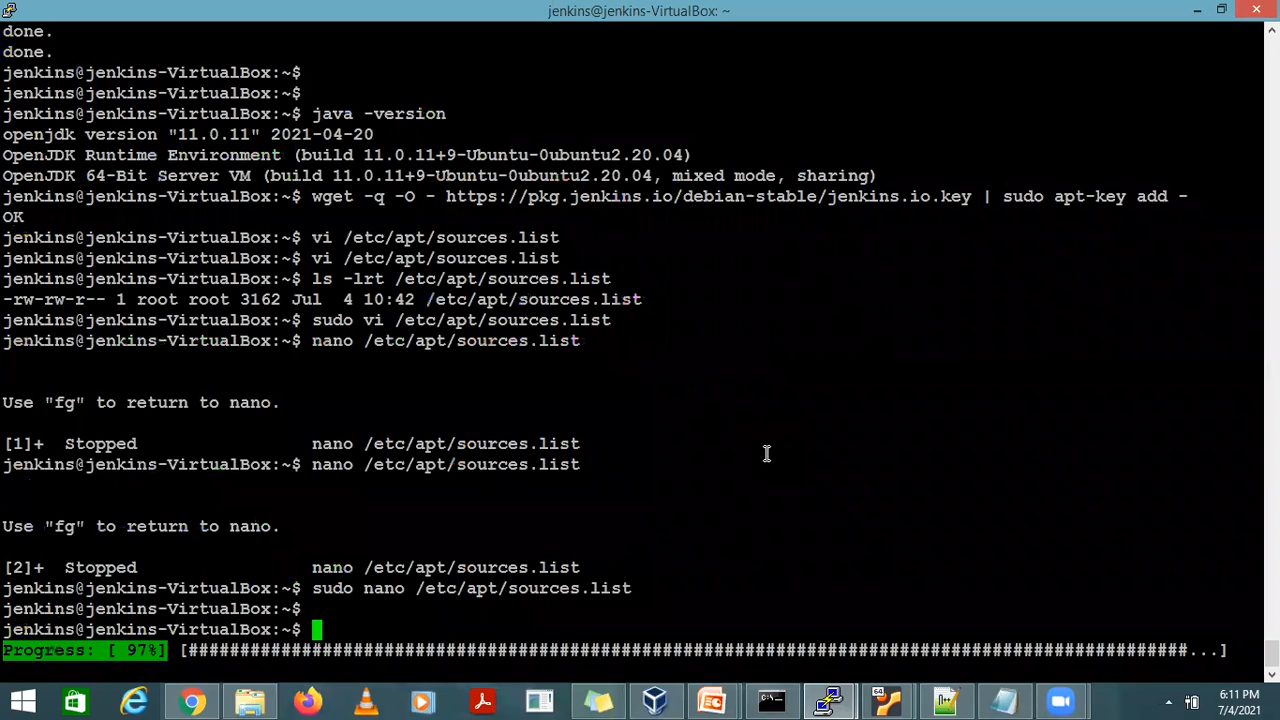 jenkins@jenkins-VirtualBox: ~
done.
done.
jenkins@jenkins-VirtualBox:~$
jenkins@jenkins-VirtualBox:~$
jenkins@jenkins-VirtualBox:~$ java -version
openjdk version "11.0.11" 2021-04-20
OpenJDK Runtime Environment (build 11.0.11+9-Ubuntu-0ubuntu2.20.04)
OpenJDK 64-Bit Server VM (build 11.0.11+9-Ubuntu-0ubuntu2.20.04, mixed mode, sharing)
jenkins@jenkins-VirtualBox:~$ wget -q -O - https://pkg.jenkins.io/debian-stable/jenkins.io.key | sudo apt-key add -
OK
jenkins@jenkins-VirtualBox:~$ vi /etc/apt/sources.list
jenkins@jenkins-VirtualBox:~$ vi /etc/apt/sources.list
jenkins@jenkins-VirtualBox:~$ ls -lrt /etc/apt/sources.list
-rw-rw-r-- 1 root root 3162 Jul  4 10:42 /etc/apt/sources.list
jenkins@jenkins-VirtualBox:~$ sudo vi /etc/apt/sources.list
jenkins@jenkins-VirtualBox:~$ nano /etc/apt/sources.list
Use "fg" to return to nano.
[1]+  Stopped                 nano /etc/apt/sources.list
jenkins@jenkins-VirtualBox:~$ nano /etc/apt/sources.list
Use "fg" to return to nano.
[2]+  Stopped                 nano /etc/apt/sources.list
jenkins@jenkins-VirtualBox:~$ sudo nano /etc/apt/sources.list
jenkins@jenkins-VirtualBox:~$
jenkins@jenkins-VirtualBox:~$
Progress: [ 97%] [#################################################################################################...]
64
6:11 PM
7/4/2021